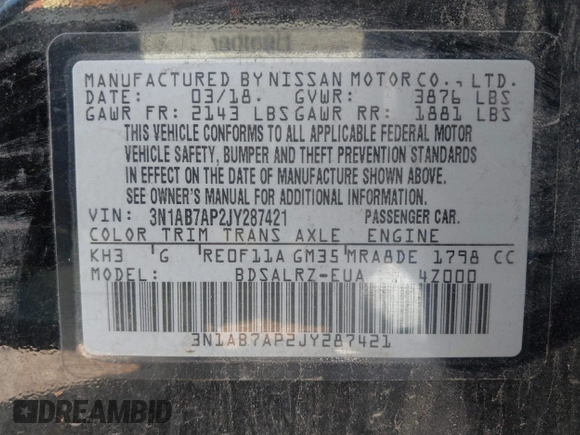 MANUFACTURED BY NISSAN MOTOR CO., LTD.
DATE: 03/18. GVWR: 3876 LBS
GAWR FR: 2143 LBS GAWR RR: 1881 LBS
THIS VEHICLE CONFORMS TO ALL APPLICABLE FEDERAL MOTOR
VEHICLE SAFETY, BUMPER AND THEFT PREVENTION STANDARDS
IN EFFECT ON THE DATE OF MANUFACTURE SHOWN ABOVE.
SEE OWNER'S MANUAL FOR ADDITIONAL INFORMATION.
VIN: 3N1AB7AP2JY287421 PASSENGER CAR.
COLOR TRIM TRANS AXLE ENGINE
KH3 G RE0F11A GM35 MRA8DE 1798 CC
MODEL: BDSALRZ-EUA 4Z000
3N1AB7AP2JY287421
DREAMBID